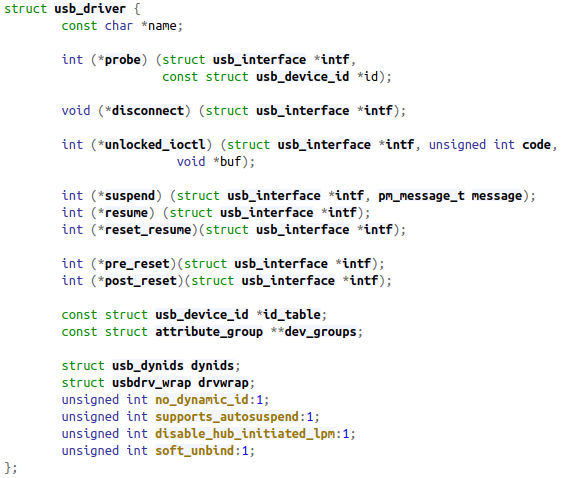 struct usb_driver {
        const char *name;

        int (*probe) (struct usb_interface *intf,
                      const struct usb_device_id *id);

        void (*disconnect) (struct usb_interface *intf);

        int (*unlocked_ioctl) (struct usb_interface *intf, unsigned int code,
                        void *buf);

        int (*suspend) (struct usb_interface *intf, pm_message_t message);
        int (*resume) (struct usb_interface *intf);
        int (*reset_resume)(struct usb_interface *intf);

        int (*pre_reset)(struct usb_interface *intf);
        int (*post_reset)(struct usb_interface *intf);

        const struct usb_device_id *id_table;
        const struct attribute_group **dev_groups;

        struct usb_dynids dynids;
        struct usbdrv_wrap drvwrap;
        unsigned int no_dynamic_id:1;
        unsigned int supports_autosuspend:1;
        unsigned int disable_hub_initiated_lpm:1;
        unsigned int soft_unbind:1;
};